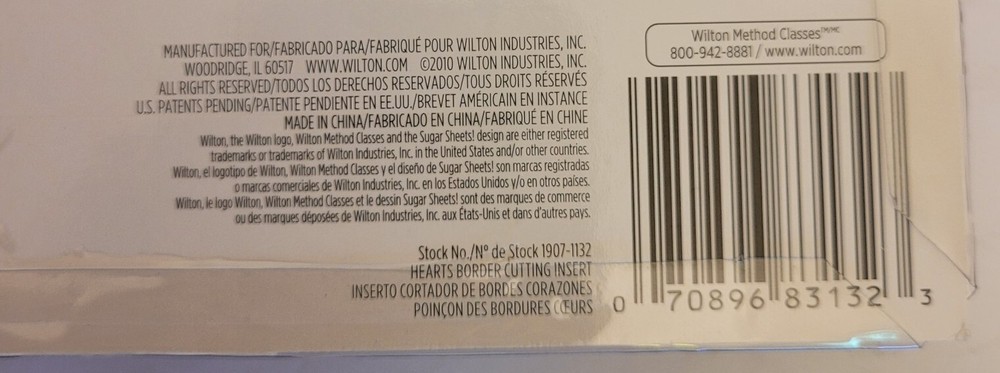 MANUFACTURED FOR/FABRICADO PARA/FABRIQUÉ POUR WILTON INDUSTRIES, INC.
WOODRIDGE, IL 60517 WWW.WILTON.COM ©2010 WILTON INDUSTRIES, INC.
ALL RIGHTS RESERVED/TODOS LOS DERECHOS RESERVADOS/TOUS DROITS RÉSERVÉS
U.S. PATENTS PENDING/PATENTE PENDIENTE EN EE.UU./BREVET AMÉRICAIN EN INSTANCE
MADE IN CHINA/FABRICADO EN CHINA/FABRIQUÉ EN CHINE
Wilton, the Wilton logo, Wilton Method Classes and the Sugar Sheets! design are either registered
trademarks or trademarks of Wilton Industries, Inc. in the United States and/or other countries.
Wilton, el logotipo de Wilton, Wilton Method Classes y el diseño de Sugar Sheets! son marcas registradas
o marcas comerciales de Wilton Industries, Inc. en los Estados Unidos y/o en otros países.
Wilton, le logo Wilton, Wilton Method Classes et le dessin Sugar Sheets! sont des marques de commerce
ou des marques déposées de Wilton Industries, Inc. aux États-Unis et dans d'autres pays.
Stock No./Nº de Stock 1907-1132
HEARTS BORDER CUTTING INSERT
INSERTO CORTADOR DE BORDES CORAZONES
POINÇON DES BORDURES CŒURS
Wilton Method Classes™/MC
800-942-8881 / www.wilton.com
0 70896 83132 3